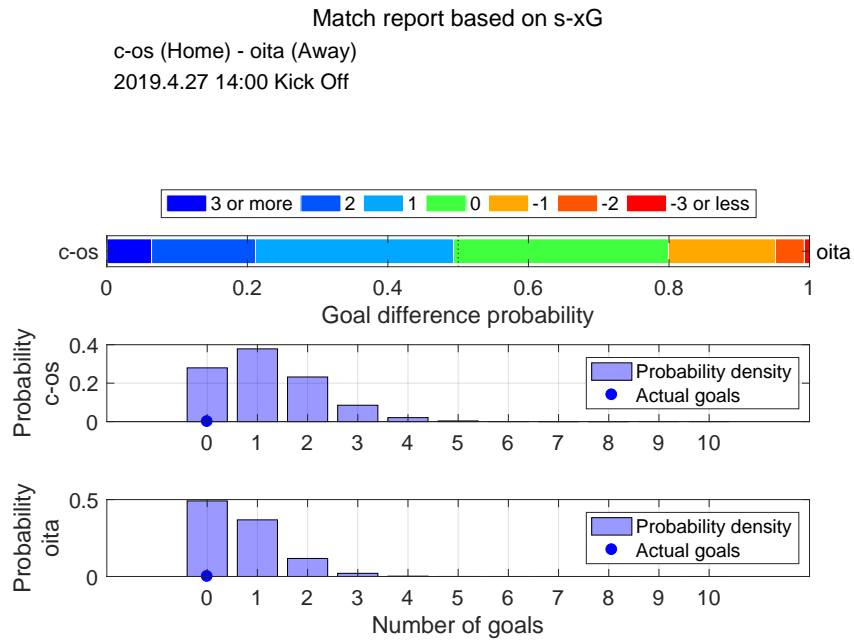 Match report based on s-xG
c-os (Home) - oita (Away)
2019.4.27 14:00 Kick Off
3 or more 2 1 0 -1 -2 -3 or less
c-os oita
0 0.2 0.4 0.6 0.8 1
Goal difference probability
Probability
c-os
0.4
0.2
0
Probability density
Actual goals
0 1 2 3 4 5 6 7 8 9 10
Probability
oita
0.5
0
Probability density
Actual goals
0 1 2 3 4 5 6 7 8 9 10
Number of goals